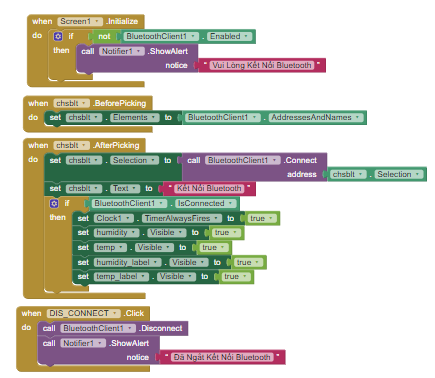 when Screen1 .Initialize
do if not BluetoothClient1 . Enabled
then call Notifier1 .ShowAlert
notice " Vui Lòng Kết Nối Bluetooth "
when chsblt .BeforePicking
do set chsblt . Elements to BluetoothClient1 . AddressesAndNames
when chsblt .AfterPicking
do set chsblt . Selection to call BluetoothClient1 .Connect
address chsblt . Selection
set chsblt . Text to " Kết Nối Bluetooth "
if BluetoothClient1 . IsConnected
then set Clock1 . TimerAlwaysFires to true
set humidity . Visible to true
set temp . Visible to true
set humidity_label . Visible to true
set temp_label . Visible to true
when DIS_CONNECT .Click
do call BluetoothClient1 .Disconnect
call Notifier1 .ShowAlert
notice " Đã Ngắt Kết Nối Bluetooth "